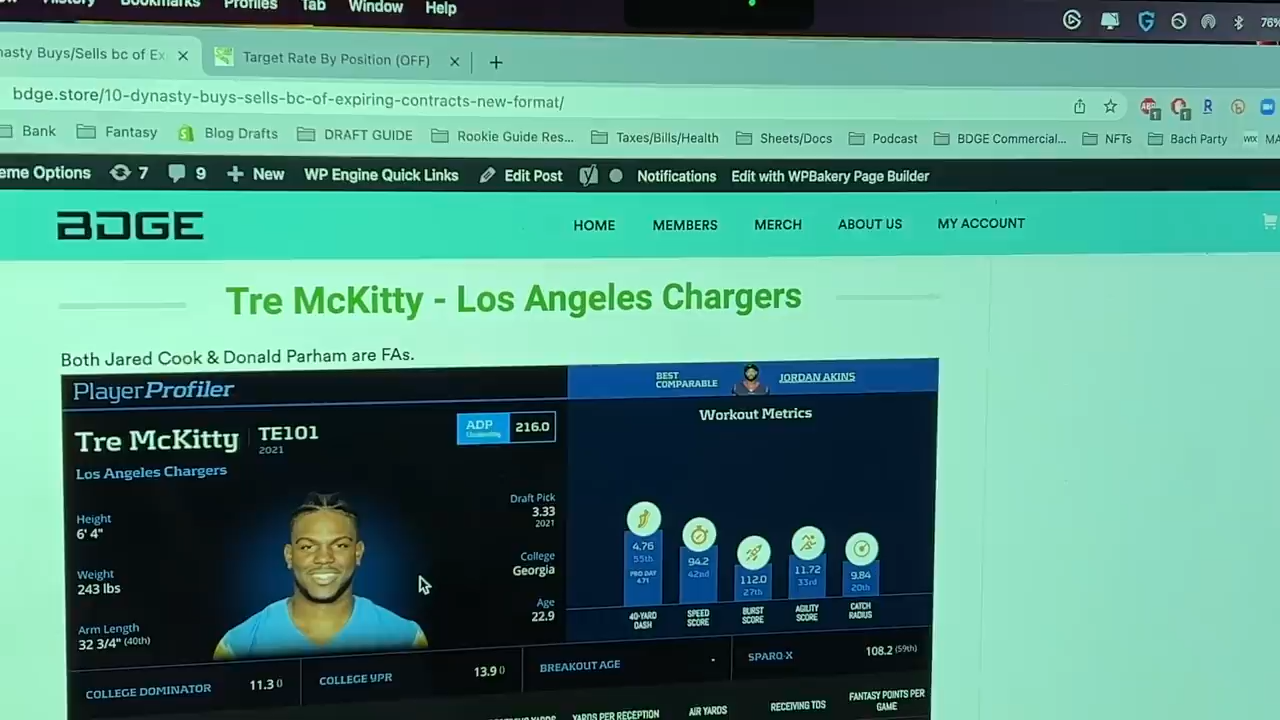 History Bookmarks Profiles Tab Window Help
76%
nasty Buys/Sells bc of Ex
Target Rate By Position (OFF)
bdge.store/10-dynasty-buys-sells-bc-of-expiring-contracts-new-format/
Bank Fantasy Blog Drafts DRAFT GUIDE Rookie Guide Res... Taxes/Bills/Health Sheets/Docs Podcast BDGE Commercial... NFTs Bach Party WiX MA
eme Options 7 9 + New WP Engine Quick Links Edit Post Notifications Edit with WPBakery Page Builder
BDGE HOME MEMBERS MERCH ABOUT US MY ACCOUNT
Tre McKitty - Los Angeles Chargers
Both Jared Cook & Donald Parham are FAs.
PlayerProfiler
BEST COMPARABLE JORDAN AKINS
Tre McKitty TE101
2021
ADP 216.0
Los Angeles Chargers
Height
6' 4"
Weight
243 lbs
Arm Length
32 3/4" (40th)
Draft Pick
3.33
2021
College
Georgia
Age
22.9
Workout Metrics
4.76 94.2 112.0 11.72 9.84
55th 42nd 27th 33rd 20th
PRO DAY
4.71
40-YARD DASH
SPEED SCORE
BURST SCORE
AGILITY SCORE
CATCH RADIUS
COLLEGE DOMINATOR 11.3 ()
COLLEGE YPR 13.9 ()
BREAKOUT AGE -
SPARQ-X 108.2 (59th)
YARDS PER RECEPTION
AIR YARDS
RECEIVING TDS
FANTASY POINTS PER GAME